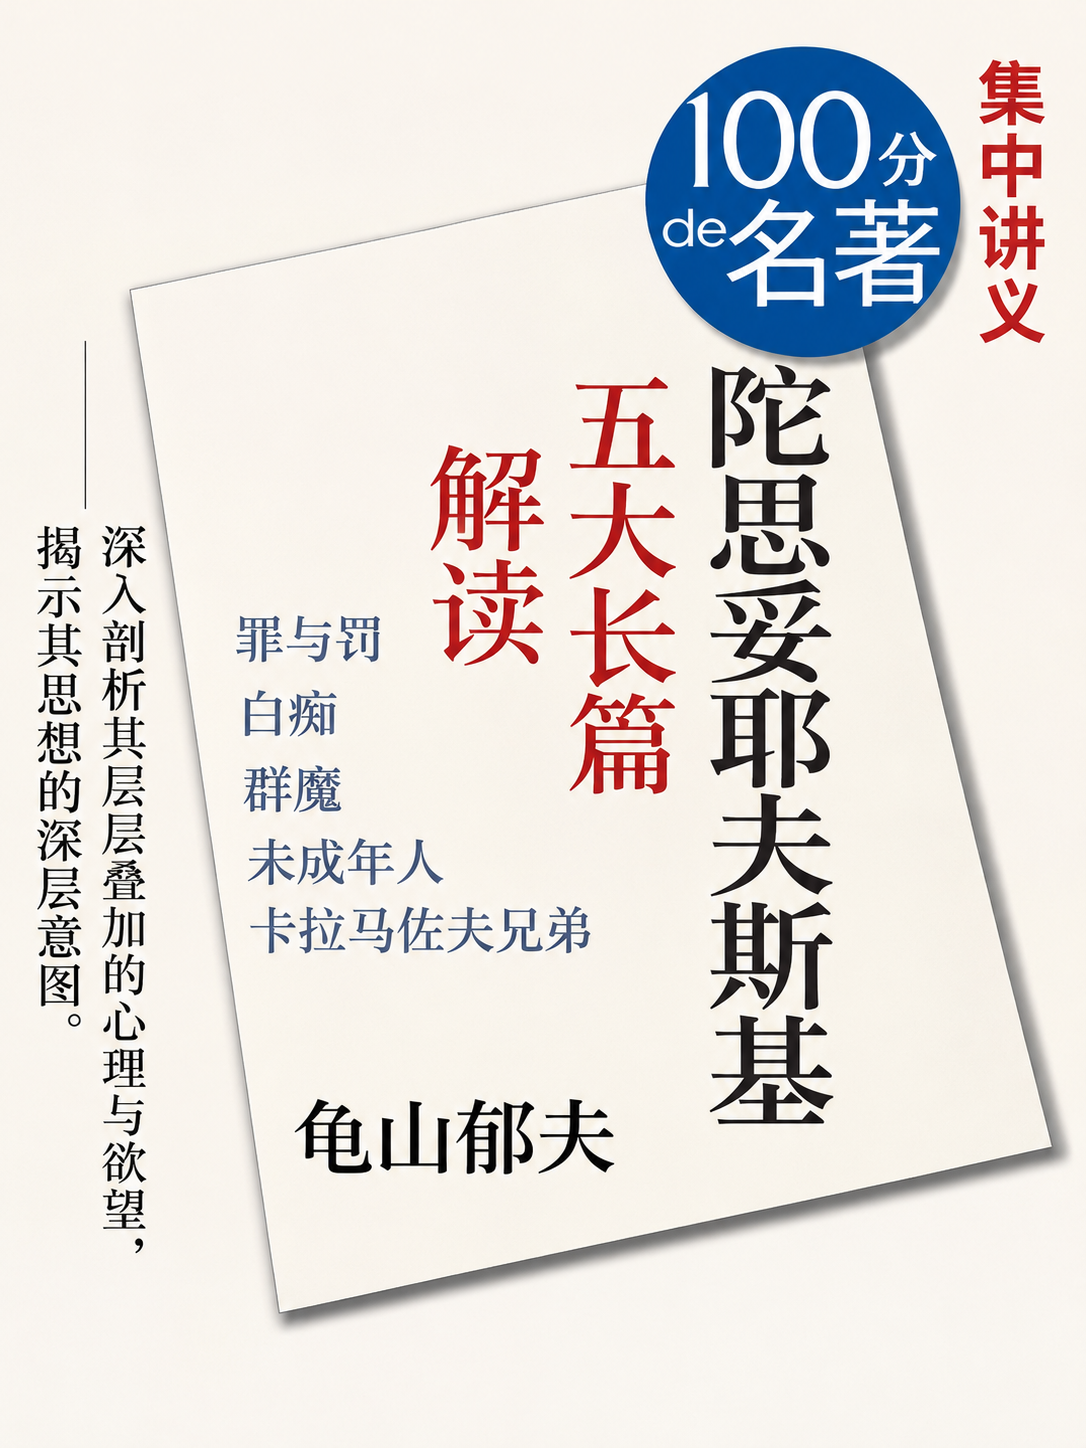 集中讲义
100分
de名著
陀思妥耶夫斯基
五大长篇
解读
罪与罚
白痴
群魔
未成年人
卡拉马佐夫兄弟
龟山郁夫
深入剖析其层层叠加的心理与欲望，
揭示其思想的深层意图。